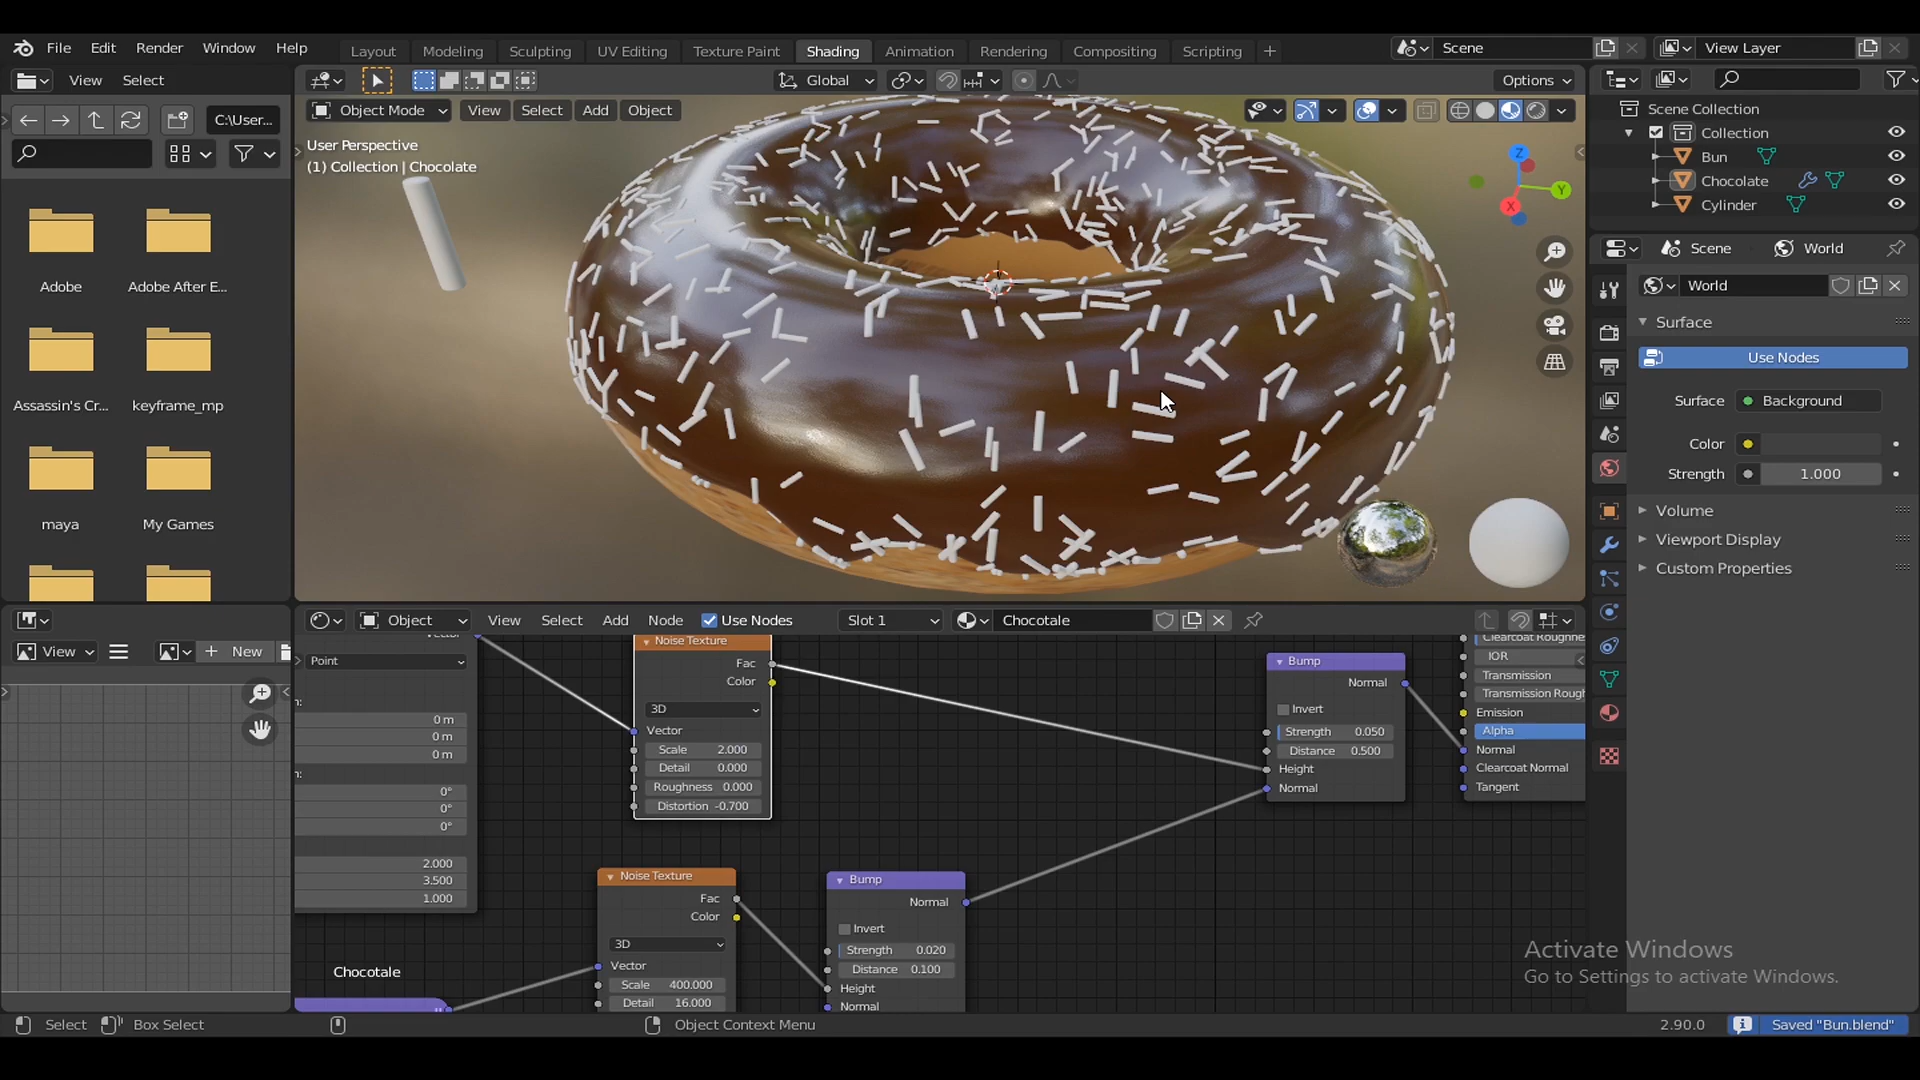 File Edit Render Window Help
Layout Modeling Sculpting UV Editing Texture Paint Shading Animation Rendering Compositing Scripting +
Scene
View Layer
View Select
Global
Options
C:\User...
Object Mode View Select Add Object
User Perspective
(1) Collection | Chocolate
Z
Y
X
Adobe
Adobe After E...
Assassin's Cr...
keyframe_mp
maya
My Games
Scene Collection
Collection
Bun
Chocolate
Cylinder
Scene
World
World
Surface
Use Nodes
Surface
Background
Color
Strength
1.000
Volume
Viewport Display
Custom Properties
View
New
Object View Select Add Node Use Nodes Slot 1 Chocotale
Vector
Point
n:
0 m
0 m
0 m
n:
0°
0°
0°
2.000
3.500
1.000
Chocotale
Noise Texture
Fac
Color
3D
Vector
Scale 2.000
Detail 0.000
Roughness 0.000
Distortion -0.700
Noise Texture
Fac
Color
3D
Vector
Scale 400.000
Detail 16.000
Bump
Normal
Invert
Strength 0.020
Distance 0.100
Height
Normal
Bump
Normal
Invert
Strength 0.050
Distance 0.500
Height
Normal
Clearcoat Roughne
IOR
Transmission
Transmission Rough
Emission
Alpha
Normal
Clearcoat Normal
Tangent
Activate Windows
Go to Settings to activate Windows.
Select
Box Select
Object Context Menu
2.90.0
Saved "Bun.blend"